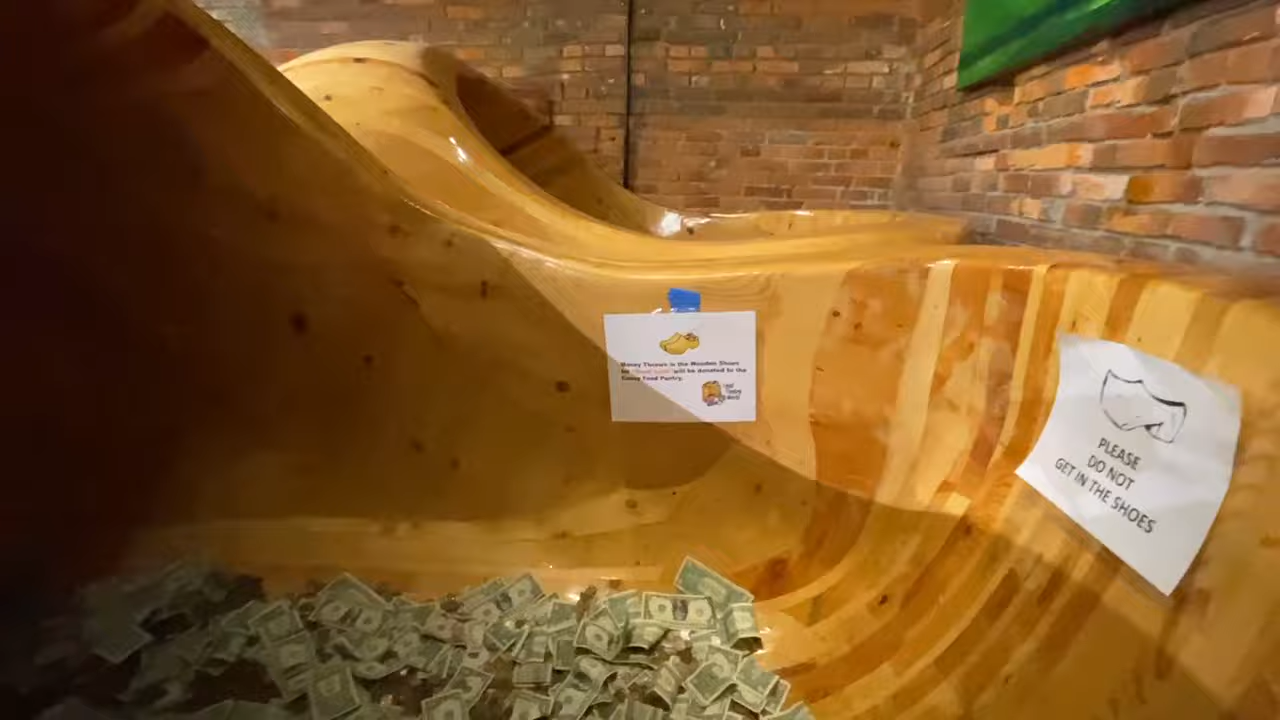 Money Thrown in the Wooden Shoes
will be donated to the
Casey Food Pantry.
PLEASE
DO NOT
GET IN THE SHOES